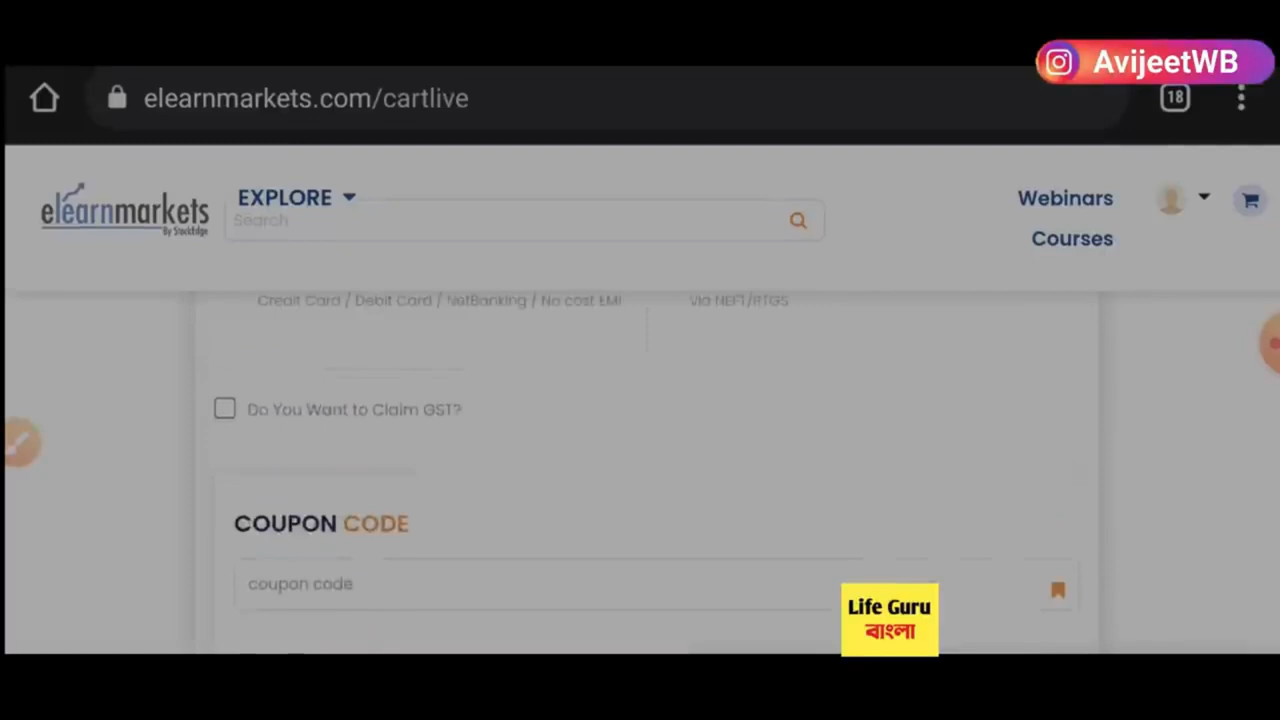 AvijeetWB
elearnmarkets.com/cartlive
18
elearnmarkets
By StockEdge
EXPLORE
Search
Webinars
Courses
Credit Card / Debit Card / NetBanking / No cost EMI
Via NEFT/RTGS
Do You Want to Claim GST?
COUPON CODE
coupon code
Life Guru
বাংলা